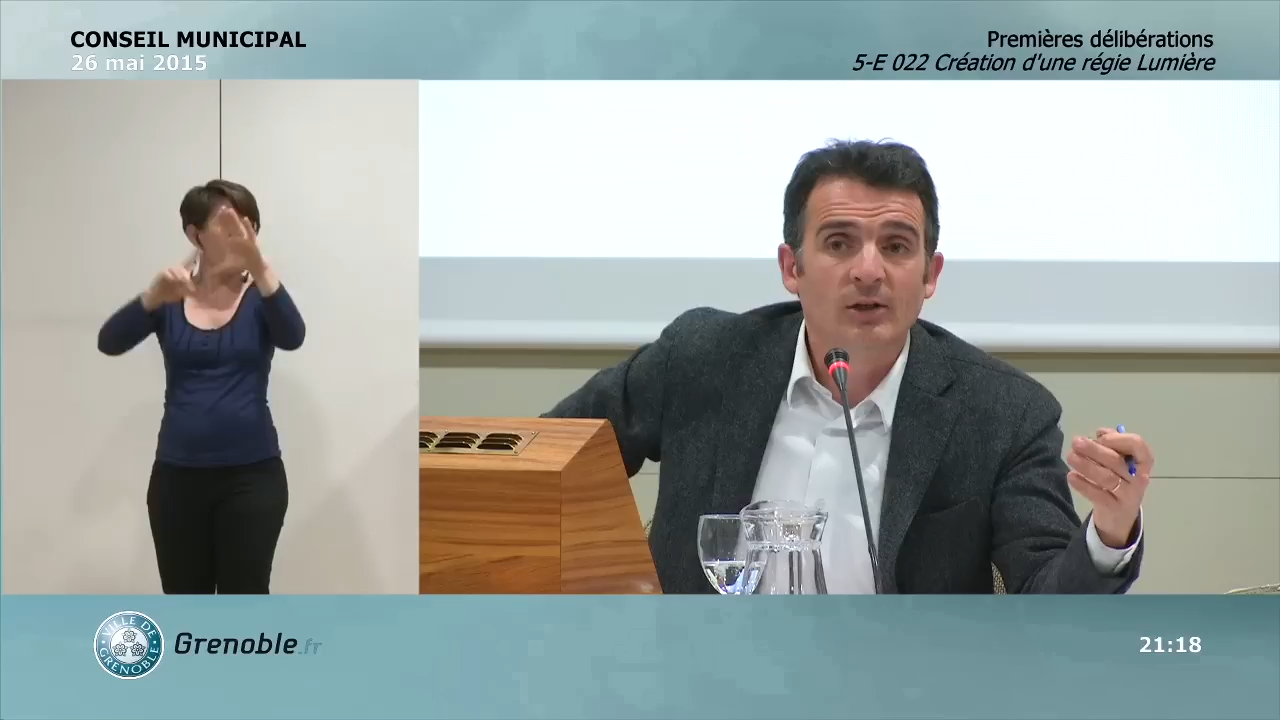 CONSEIL MUNICIPAL
26 mai 2015
Premières délibérations
5-E 022 Création d'une régie Lumière
VILLE DE
GRENOBLE
Grenoble.fr
21:18